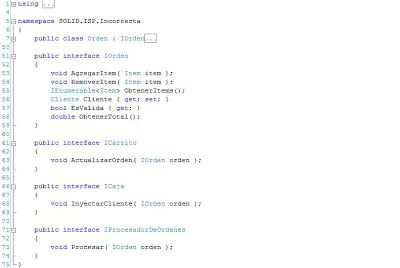 1 using ...
4
5 namespace SOLID.ISP.Incorrecta
6 {
7 public class Orden : IOrden...
50
51 public interface IOrden
52 {
53 void AgregarItem( Item item );
54 void RemoverItem( Item item );
55 IEnumerable<Item> ObtenerItems();
56 Cliente Cliente { get; set; }
57 bool EsValida { get; }
58 double ObtenerTotal();
59 }
60
61 public interface ICarrito
62 {
63 void ActualizarOrden( IOrden orden );
64 }
65
66 public interface ICaja
67 {
68 void InyectarCliente( IOrden orden );
69 }
70
71 public interface IProcesadorDeOrdenes
72 {
73 void Procesar( IOrden orden );
74 }
75 }